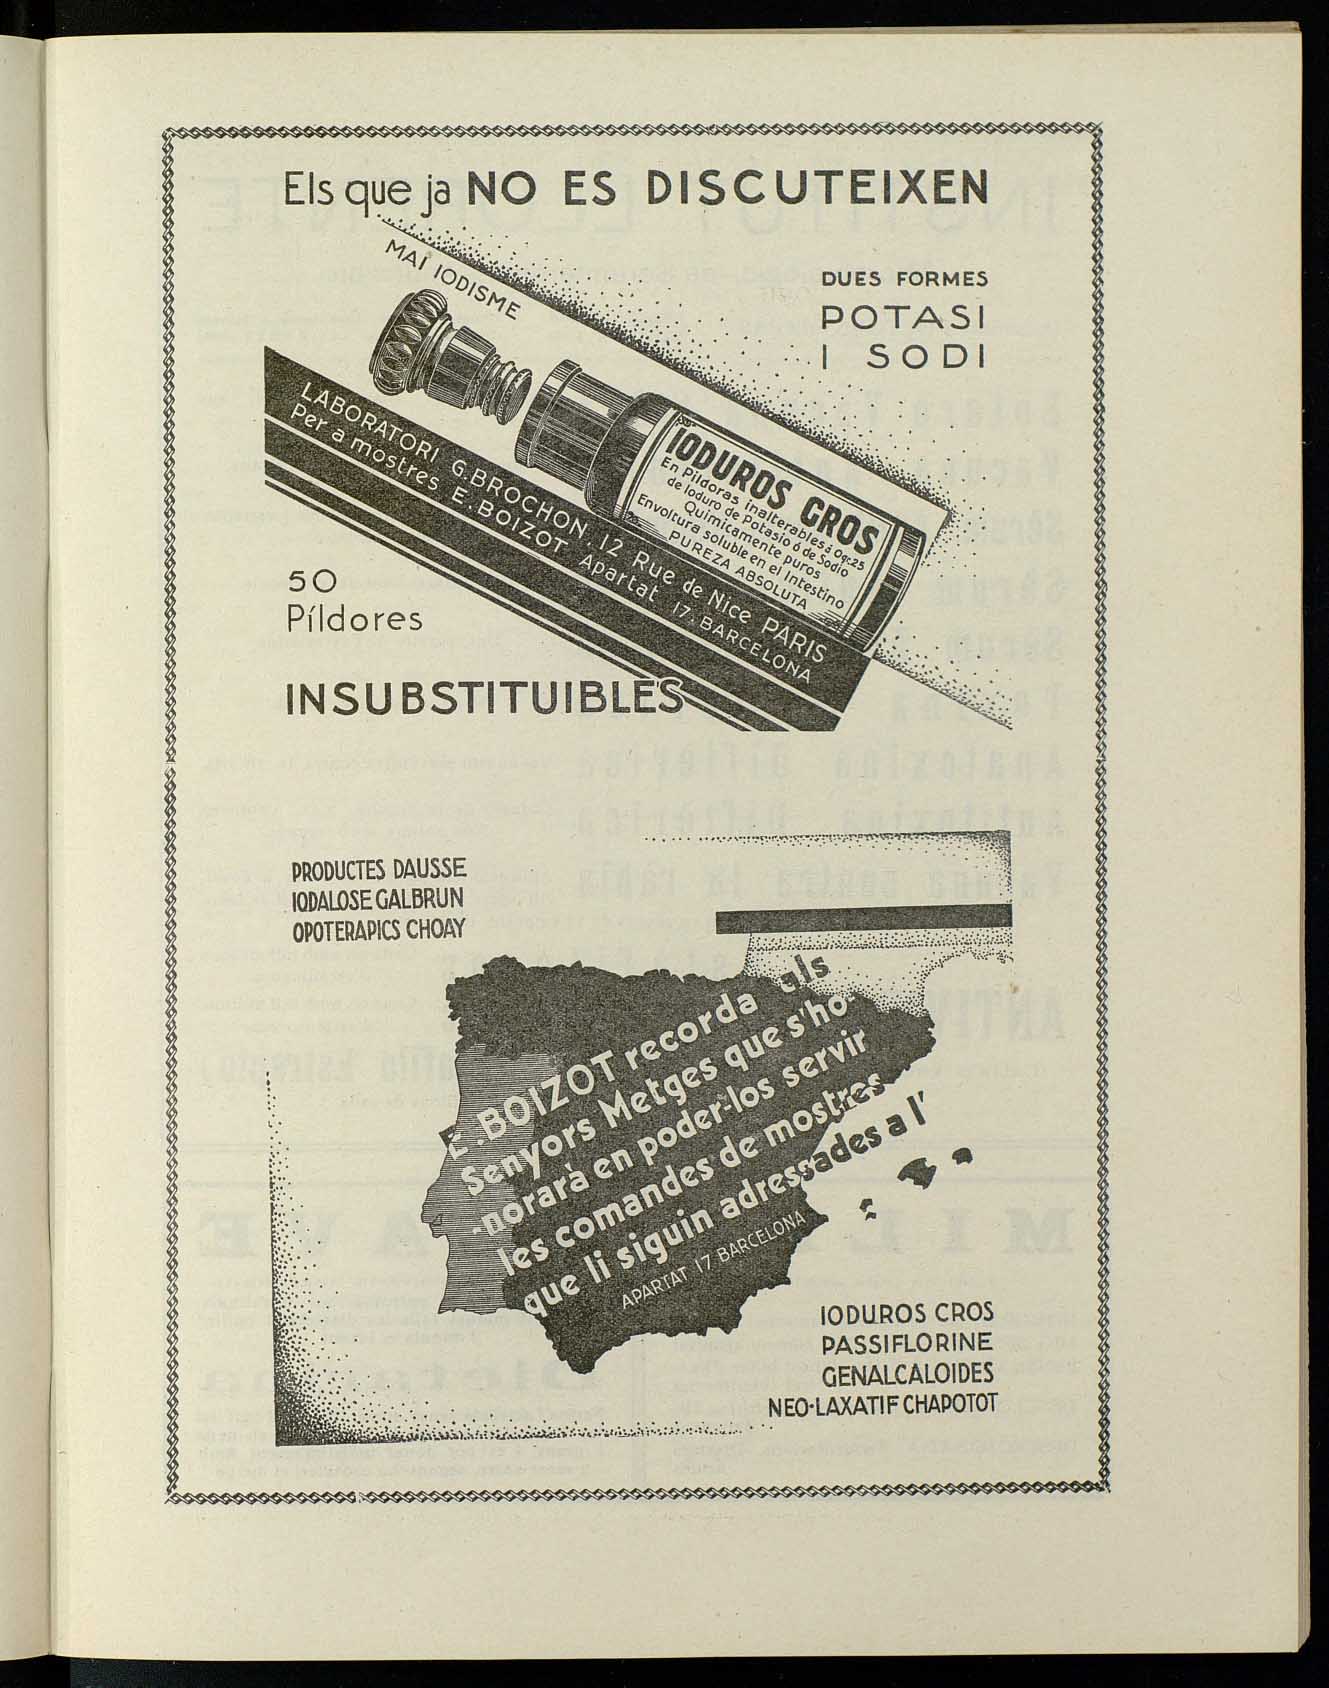 Els que ja NO ES DISCUTEIXEN
MAI IODISME
DUES FORMES
POTASI
I SODI
IODUROS CROS
En Píldoras inalterables á 0gr.25
de Ioduro de Potasio ó de Sodio
Quimicamente puros
Envoltura soluble en el Intestino
PUREZA ABSOLUTA
LABORATORI G.BROCHON, 12 Rue de Nice PARIS
Per a mostres E.BOIZOT Apartat 17. BARCELONA
50
Píldores
INSUBSTITUIBLES
PRODUCTES DAUSSE
IODALOSE GALBRUN
OPOTERAPICS CHOAY
E.BOIZOT recorda als
Senyors Metges que s'ho-
-norarà en poder-los servir
les comandes de mostres
que li siguin adressades a l'
APARTAT 17 BARCELONA
IODUROS CROS
PASSIFLORINE
GENALCALOIDES
NEO-LAXATIF CHAPOTOT